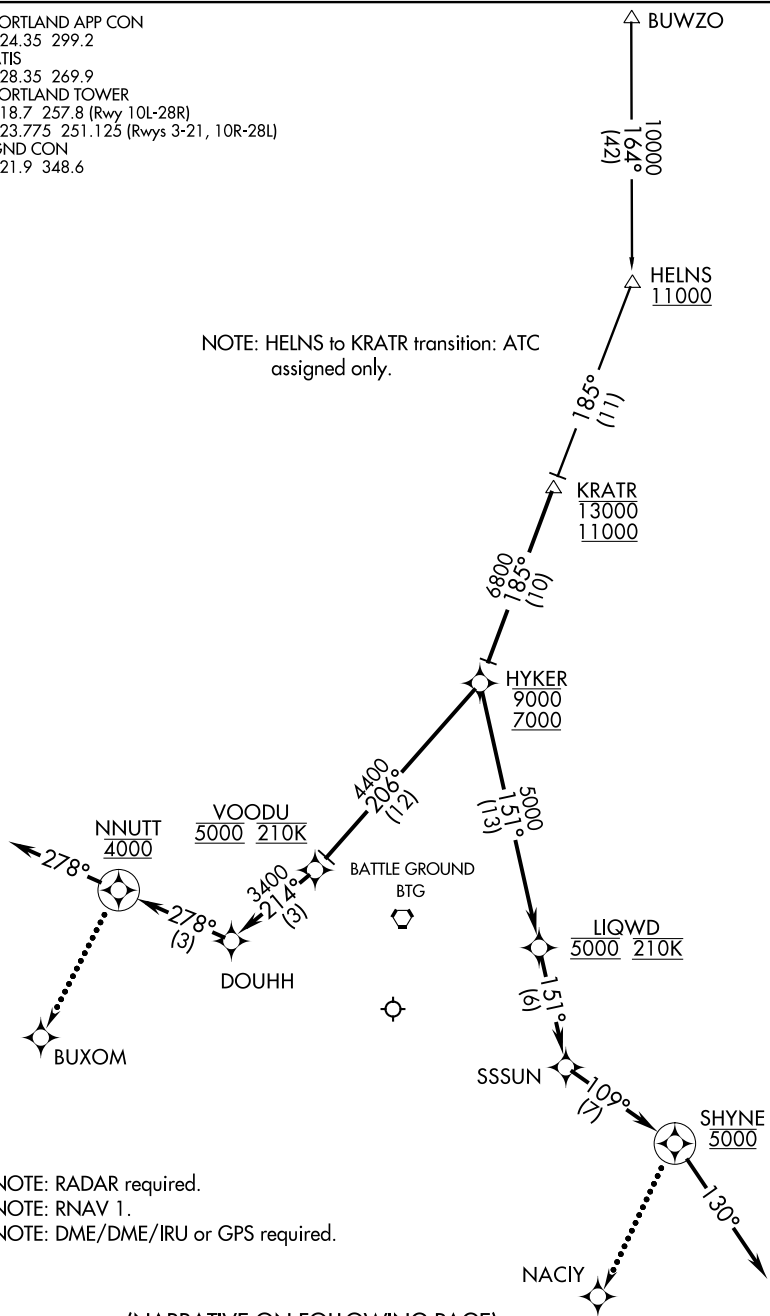 ORTLAND APP CON
24.35 299.2
TIS
28.35 269.9
ORTLAND TOWER
18.7 257.8 (Rwy 10L-28R)
23.775 251.125 (Rwys 3-21, 10R-28L)
ND CON
21.9 348.6
BUWZO
10000
164°
(42)
HELNS
11000
NOTE: HELNS to KRATR transition: ATC
assigned only.
185°
(11)
KRATR
13000
11000
6800
185°
(10)
HYKER
9000
7000
4400
206°
(12)
5000
151°
(13)
VOODU
5000 210K
NNUTT
4000
278°
BATTLE GROUND
BTG
3400
214°
(3)
278°
(3)
DOUHH
LIQWD
5000 210K
151°
(6)
BUXOM
SSSUN
109°
(7)
SHYNE
5000
130°
NOTE: RADAR required.
NOTE: RNAV 1.
NOTE: DME/DME/IRU or GPS required.
NACIY
(NARRATIVE ON FOLLOWING PAGE)